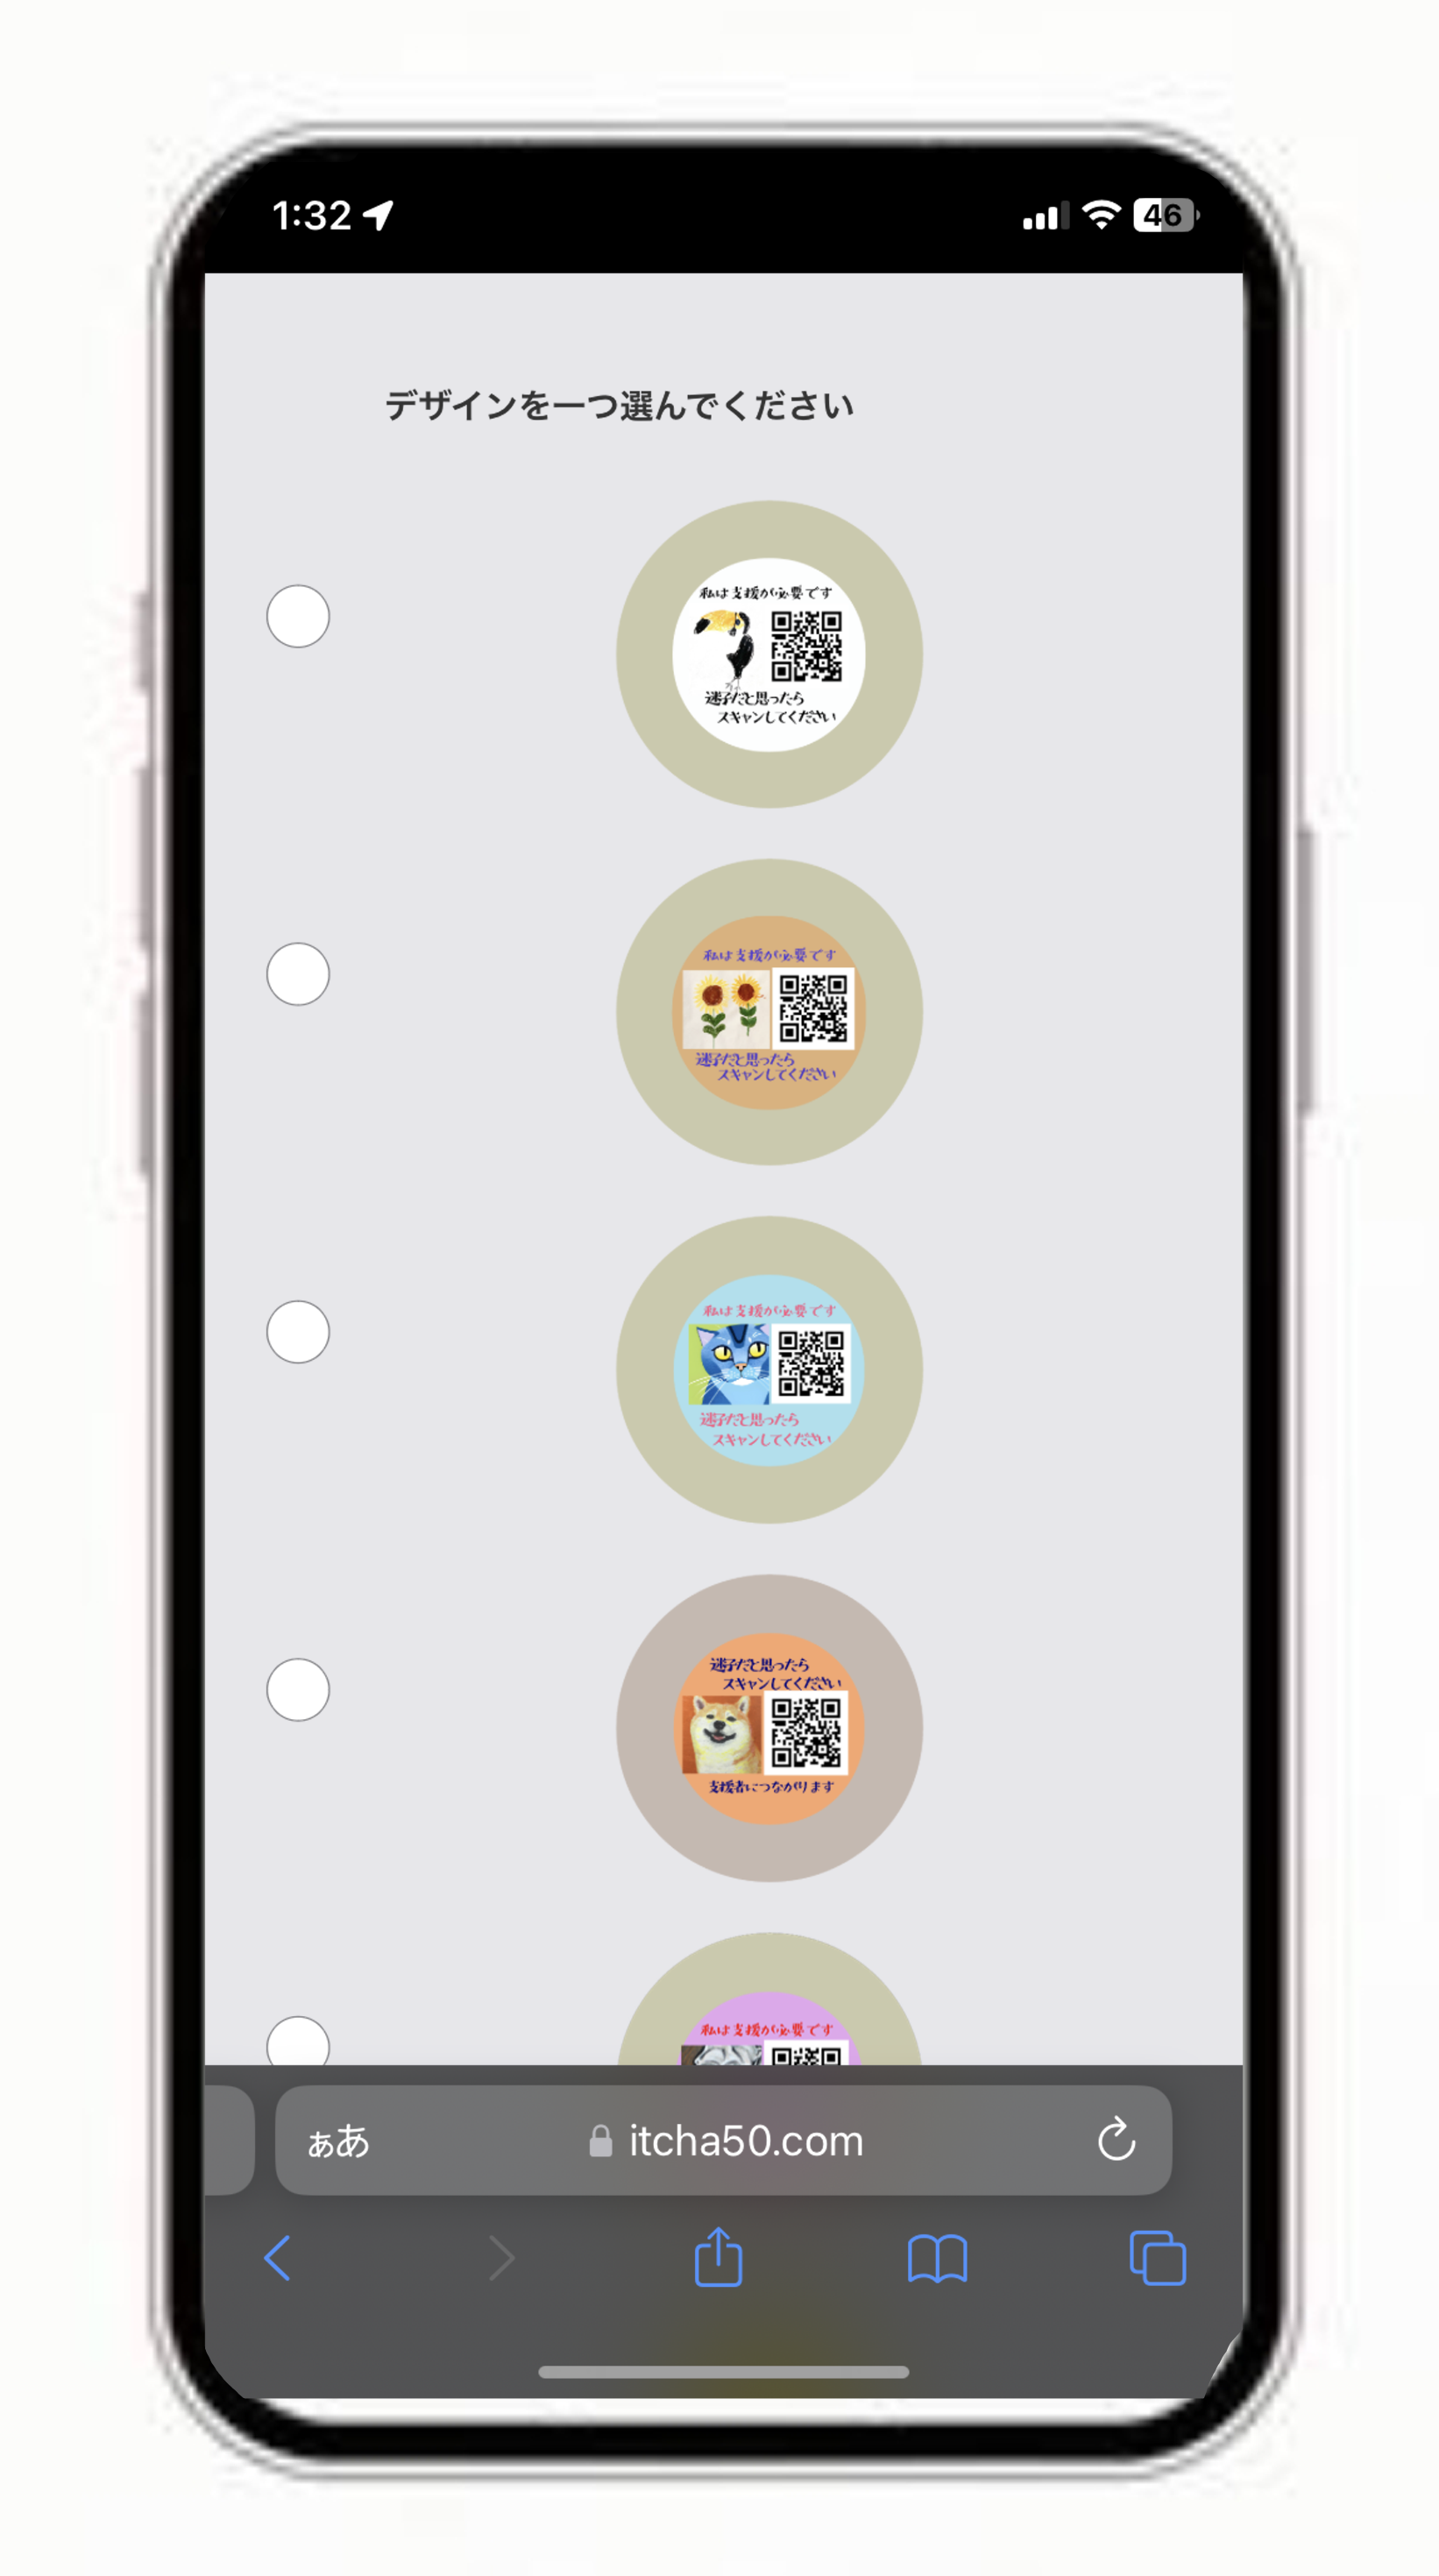 1:32
46
デザインを一つ選んでください
私は支援が必要です
迷子だと思ったら
スキャンしてください
私は支援が必要です
迷子だと思ったら
スキャンしてください
私は支援が必要です
迷子だと思ったら
スキャンしてください
迷子だと思ったら
スキャンしてください
支援者につながります
私は支援が必要です
ぁあ
itcha50.com